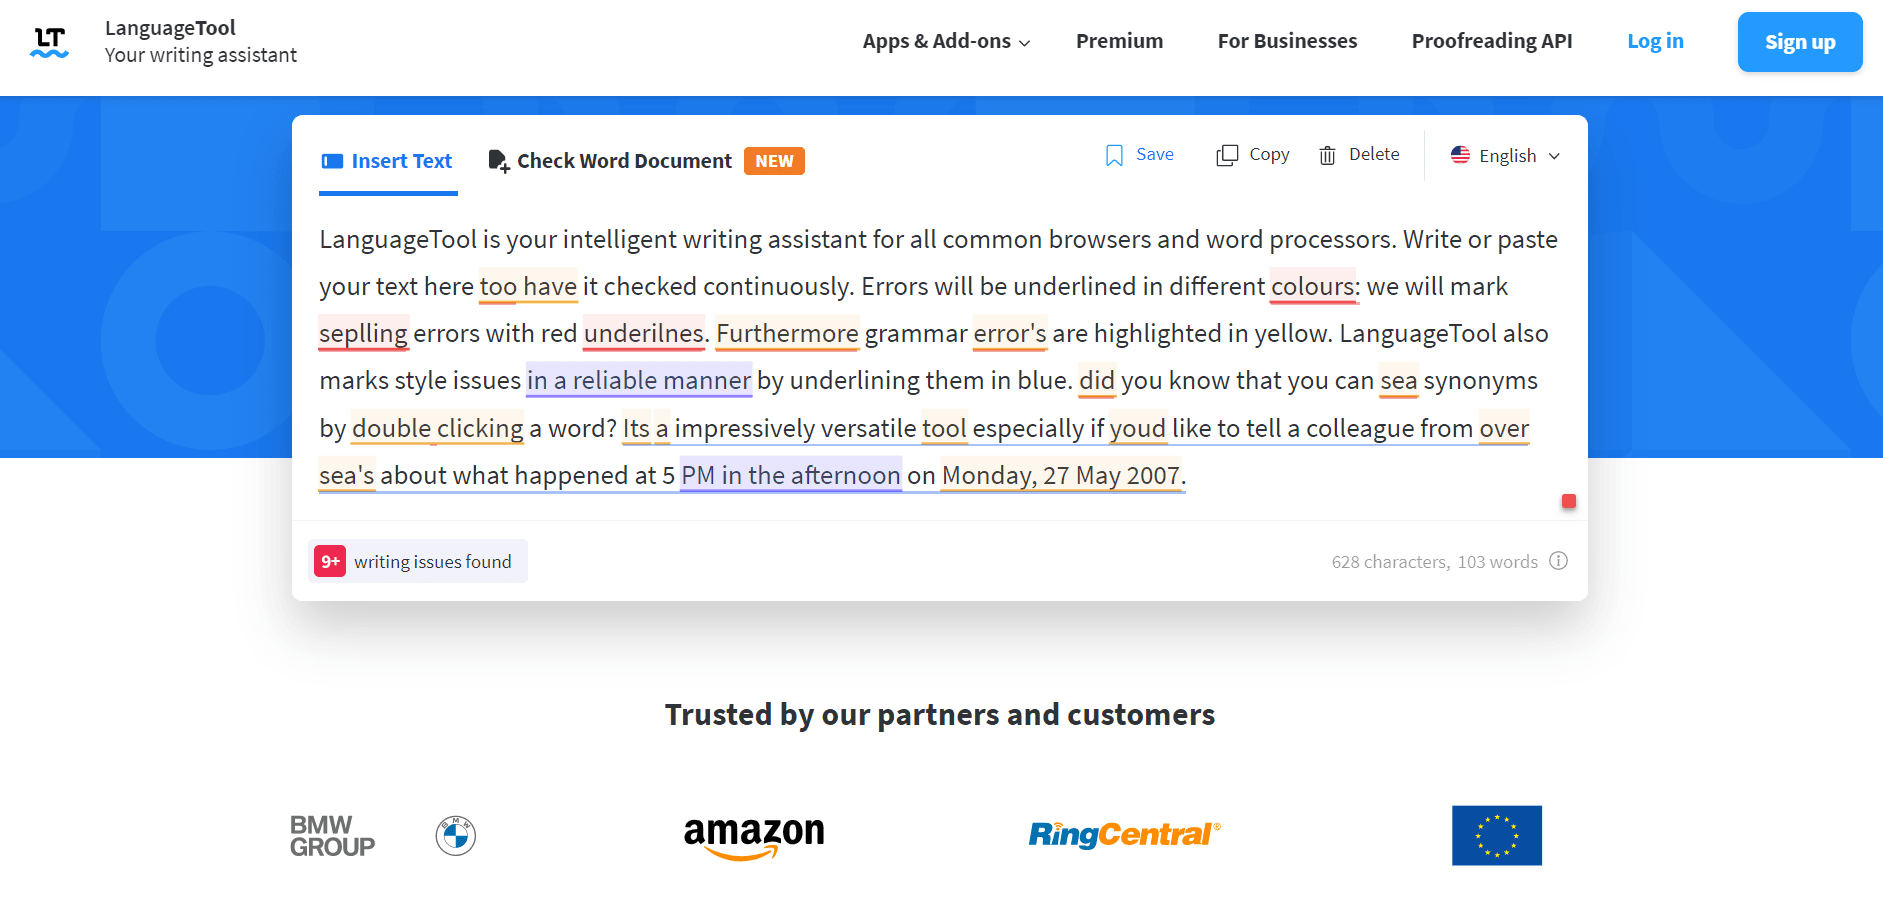 LanguageTool
Your writing assistant
Apps & Add-ons
Premium
For Businesses
Proofreading API
Log in
Sign up
Insert Text
Check Word Document
NEW
Save
Copy
Delete
English
LanguageTool is your intelligent writing assistant for all common browsers and word processors. Write or paste
your text here too have it checked continuously. Errors will be underlined in different colours: we will mark
seplling errors with red underilnes. Furthermore grammar error's are highlighted in yellow. LanguageTool also
marks style issues in a reliable manner by underlining them in blue. did you know that you can sea synonyms
by double clicking a word? Its a impressively versatile tool especially if youd like to tell a colleague from over
sea's about what happened at 5 PM in the afternoon on Monday, 27 May 2007.
9+ writing issues found
628 characters, 103 words
Trusted by our partners and customers
BMW
GROUP
BMW
amazon
RingCentral®